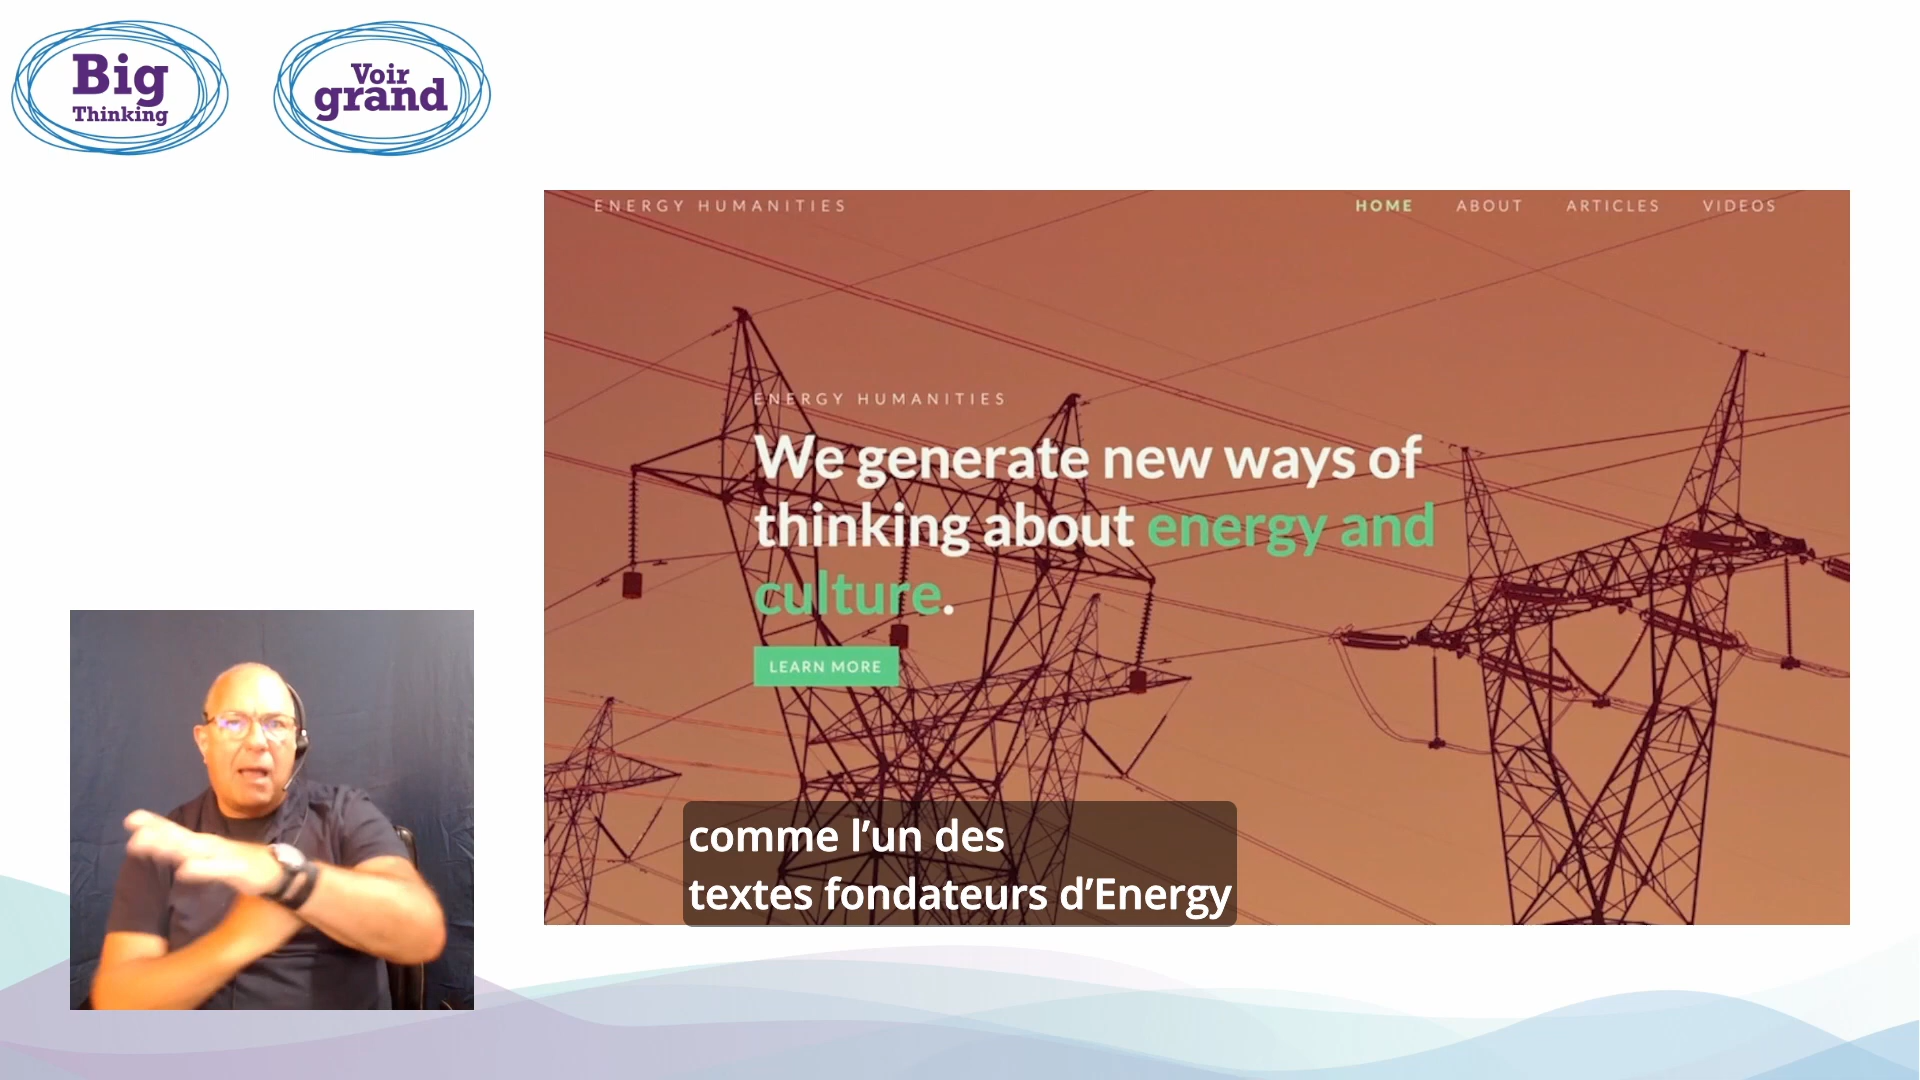 Big
Thinking
Voir
grand
ENERGY HUMANITIES
HOME ABOUT ARTICLES VIDEOS
ENERGY HUMANITIES
We generate new ways of
thinking about energy and
culture.
LEARN MORE
comme l’un des
textes fondateurs d’Energy